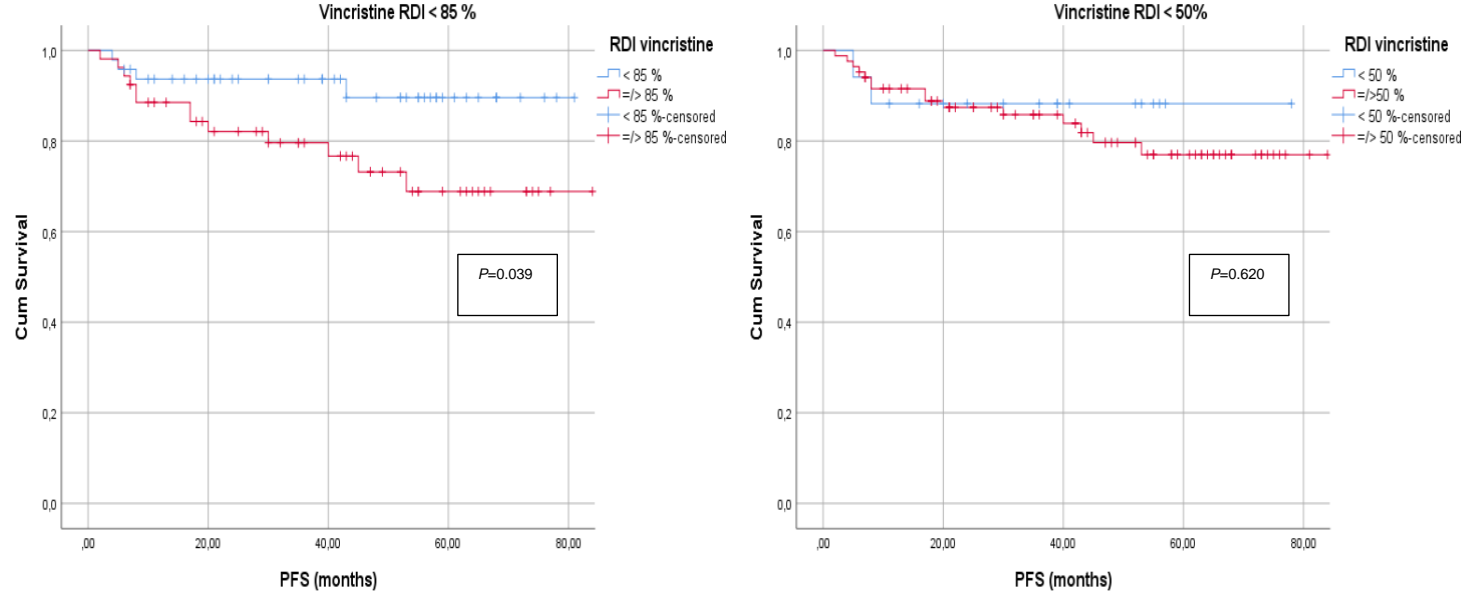 Vincristine RDI < 85 %
RDI vincristine
< 85 %
=/> 85 %
< 85 %-censored
=/> 85 %-censored
1,0
0,8
0,6
0,4
0,2
0,0
Cum Survival
P=0.039
,00
20,00
40,00
60,00
80,00
PFS (months)
Vincristine RDI < 50%
RDI vincristine
< 50 %
=/>50 %
< 50 %-censored
=/> 50 %-censored
1,0
0,8
0,6
0,4
0,2
0,0
Cum Survival
P=0.620
,00
20,00
40,00
60,00
80,00
PFS (months)